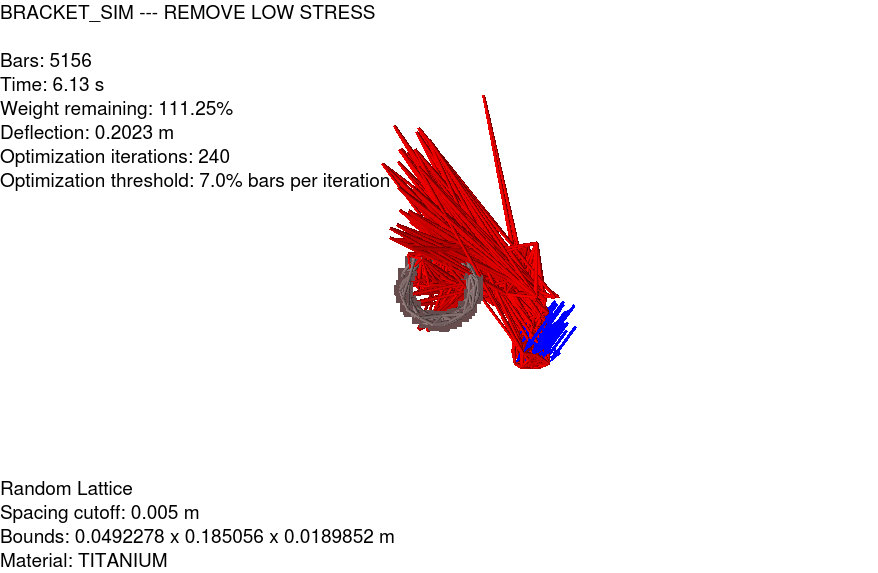 BRACKET_SIM --- REMOVE LOW STRESS
Bars: 5156
Time: 6.13 s
Weight remaining: 111.25%
Deflection: 0.2023 m
Optimization iterations: 240
Optimization threshold: 7.0% bars per iteration
Random Lattice
Spacing cutoff: 0.005 m
Bounds: 0.0492278 x 0.185056 x 0.0189852 m
Material: TITANIUM